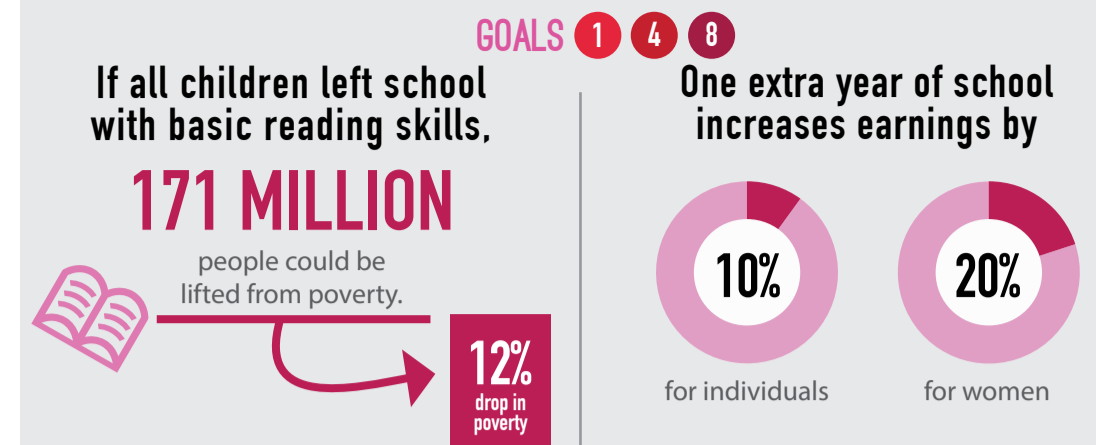 GOALS 1 4 8
If all children left school
with basic reading skills,
171 MILLION
people could be
lifted from poverty.
12%
drop in
poverty
One extra year of school
increases earnings by
10%
for individuals
20%
for women